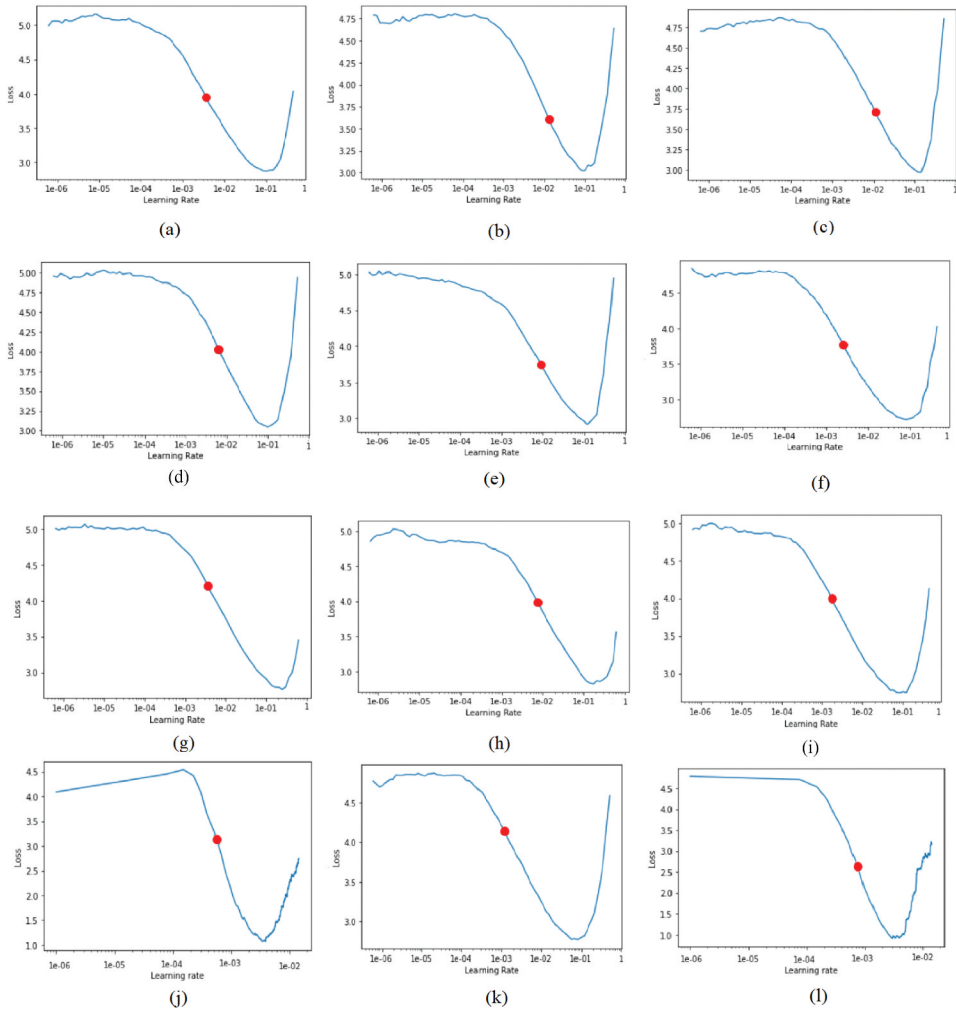 5.0
4.5
4.0
3.5
3.0
Loss
1e-06 1e-05 1e-04 1e-03 1e-02 1e-01 1
Learning Rate
(a)
4.75
4.50
4.25
4.00
3.75
3.50
3.25
3.00
Loss
1e-06 1e-05 1e-04 1e-03 1e-02 1e-01 1
Learning Rate
(b)
4.75
4.50
4.25
4.00
3.75
3.50
3.25
3.00
Loss
1e-06 1e-05 1e-04 1e-03 1e-02 1e-01 1
Learning Rate
(c)
5.00
4.75
4.50
4.25
4.00
3.75
3.50
3.25
3.00
Loss
1e-06 1e-05 1e-04 1e-03 1e-02 1e-01 1
Learning Rate
(d)
5.0
4.5
4.0
3.5
3.0
Loss
1e-06 1e-05 1e-04 1e-03 1e-02 1e-01 1
Learning Rate
(e)
4.5
4.0
3.5
3.0
Loss
1e-06 1e-05 1e-04 1e-03 1e-02 1e-01 1
Learning Rate
(f)
5.0
4.5
4.0
3.5
3.0
Loss
1e-06 1e-05 1e-04 1e-03 1e-02 1e-01 1
Learning Rate
(g)
5.0
4.5
4.0
3.5
3.0
Loss
1e-06 1e-05 1e-04 1e-03 1e-02 1e-01 1
Learning Rate
(h)
5.0
4.5
4.0
3.5
3.0
Loss
1e-06 1e-05 1e-04 1e-03 1e-02 1e-01 1
Learning Rate
(i)
4.5
4.0
3.5
3.0
2.5
2.0
1.5
1.0
Loss
1e-06 1e-05 1e-04 1e-03 1e-02
Learning rate
(j)
4.5
4.0
3.5
3.0
Loss
1e-06 1e-05 1e-04 1e-03 1e-02 1e-01 1
Learning Rate
(k)
4.5
4.0
3.5
3.0
2.5
2.0
1.5
1.0
Loss
1e-06 1e-05 1e-04 1e-03 1e-02
Learning rate
(l)